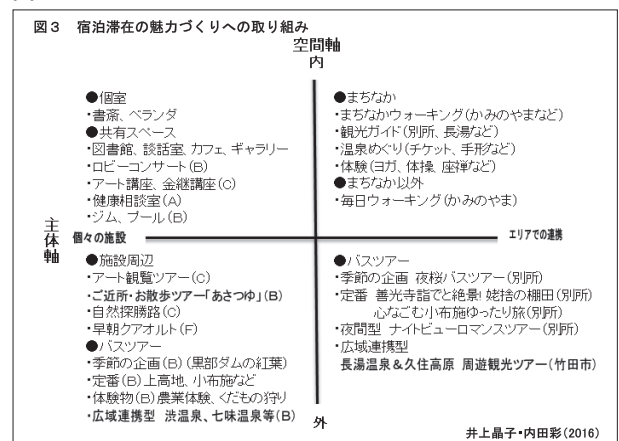 図3 宿泊滞在の魅力づくりへの取り組み
空間軸
内
●個室
・書斎、ベランダ
●共有スペース
・図書館、談話室、カフェ、ギャラリー
・ロビーコンサート(B)
・アート講座、金継講座(C)
・健康相談室(A)
・ジム、プール(B)
●まちなか
・まちなかウォーキング(かみのやまなど)
・観光ガイド(別所、長湯など)
・温泉めぐり(チケット、手形など)
・体験(ヨガ、体操、座禅など)
●まちなか以外
・毎日ウォーキング(かみのやま)
主体軸
個々の施設
エリアでの連携
●施設周辺
・アート観覧ツアー(C)
・ご近所・お散歩ツアー「あさつゆ」(B)
・自然探勝路(C)
・早朝クアオルト(F)
●バスツアー
・季節の企画(B)(黒部ダムの紅葉)
・定番(B)上高地、小布施など
・体験物(B)農業体験、くだもの狩り
・広域連携型 渋温泉、七味温泉等(B)
●バスツアー
・季節の企画 夜桜バスツアー(別所)
・定番 善光寺詣でと絶景!姥捨の棚田(別所)
心なごむ小布施ゆったり旅(別所)
・夜間型 ナイトビューロマンスツアー(別所)
・広域連携型
長湯温泉&久住高原 周遊観光ツアー(竹田市)
外
井上晶子・内田彩(2016)